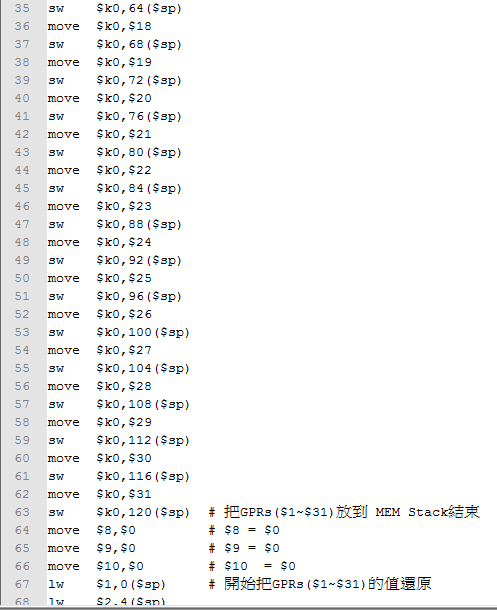 35 sw $k0,64($sp)
36 move $k0,$18
37 sw $k0,68($sp)
38 move $k0,$19
39 sw $k0,72($sp)
40 move $k0,$20
41 sw $k0,76($sp)
42 move $k0,$21
43 sw $k0,80($sp)
44 move $k0,$22
45 sw $k0,84($sp)
46 move $k0,$23
47 sw $k0,88($sp)
48 move $k0,$24
49 sw $k0,92($sp)
50 move $k0,$25
51 sw $k0,96($sp)
52 move $k0,$26
53 sw $k0,100($sp)
54 move $k0,$27
55 sw $k0,104($sp)
56 move $k0,$28
57 sw $k0,108($sp)
58 move $k0,$29
59 sw $k0,112($sp)
60 move $k0,$30
61 sw $k0,116($sp)
62 move $k0,$31
63 sw $k0,120($sp) # 把GPRs($1~$31)放到 MEM Stack結束
64 move $8,$0 # $8 = $0
65 move $9,$0 # $9 = $0
66 move $10,$0 # $10 = $0
67 lw $1,0($sp) # 開始把GPRs($1~$31)的值還原
68 lw $2,4($sp)